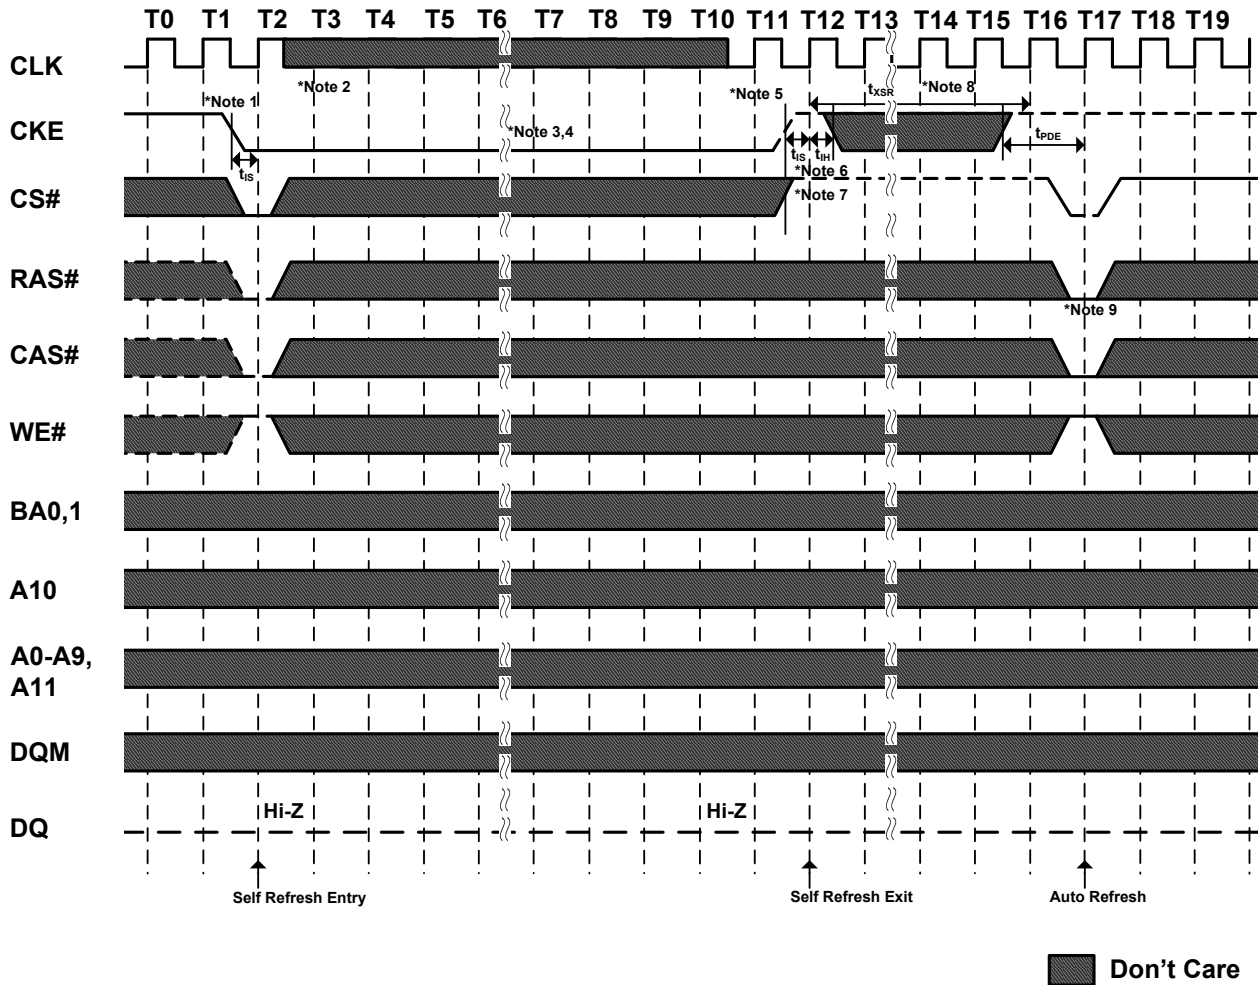 T0 T1 T2 T3 T4 T5 T6 T7 T8 T9 T10 T11 T12 T13 T14 T15 T16 T17 T18 T19
CLK
*Note 2
*Note 5
tXSR
*Note 8
*Note 1
CKE
*Note 3,4
tIS
tIS
tIH
tPDE
*Note 6
CS#
*Note 7
RAS#
*Note 9
CAS#
WE#
BA0,1
A10
A0-A9,
A11
DQM
Hi-Z
Hi-Z
DQ
Self Refresh Entry
Self Refresh Exit
Auto Refresh
Don't Care